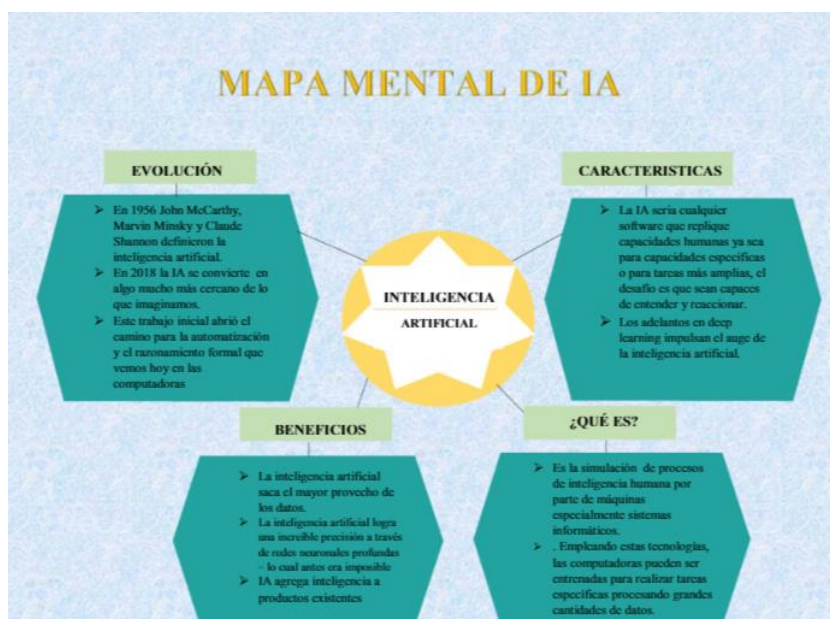 MAPA MENTAL DE IA
EVOLUCIÓN
➤ En 1956 John McCarthy,
Marvin Minsky y Claude
Shannon definieron la
inteligencia artificial.
➤ En 2018 la IA se convierte en
algo mucho más cercano de lo
que imaginamos.
➤ Este trabajo inicial abrió el
camino para la automatización
y el razonamiento formal que
vemos hoy en las
computadoras
CARACTERISTICAS
➤ La IA seria cualquier
software que replique
capacidades humanas ya sea
para capacidades especificas
o para tareas más amplias, el
desafío es que sean capaces
de entender y reaccionar.
➤ Los adelantos en deep
learning impulsan el auge de
la inteligencia artificial.
INTELIGENCIA
ARTIFICIAL
BENEFICIOS
➤ La inteligencia artificial
saca el mayor provecho de
los datos.
➤ La inteligencia artificial logra
una increíble precisión a través
de redes neuronales profundas
– lo cual antes era imposible
➤ IA agrega inteligencia a
productos existentes
¿QUÉ ES?
➤ Es la simulación de procesos
de inteligencia humana por
parte de máquinas
especialmente sistemas
informáticos.
➤ . Empleando estas tecnologías,
las computadoras pueden ser
entrenadas para realizar tareas
específicas procesando grandes
cantidades de datos.